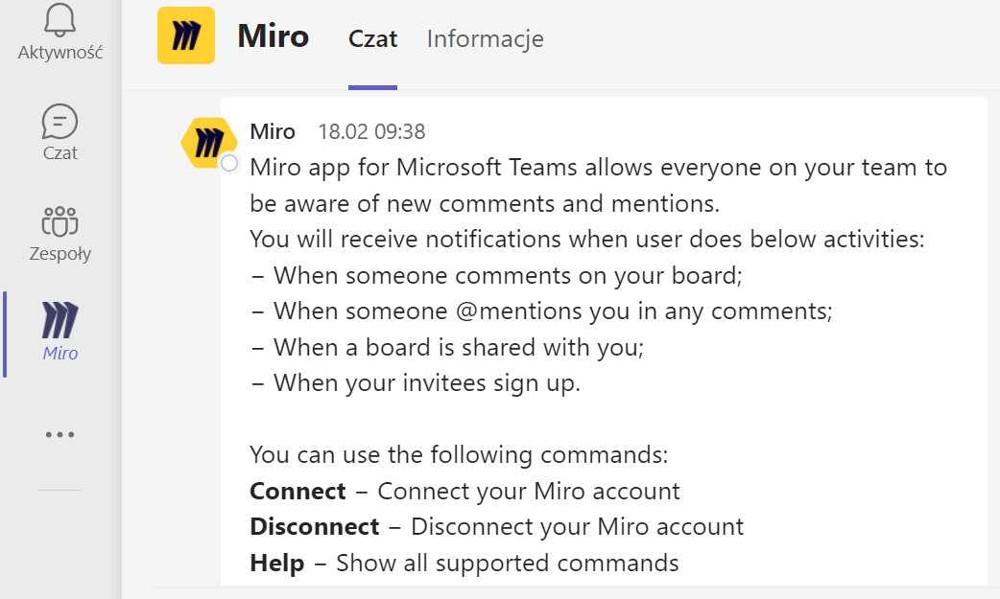 Aktywność
Czat
Zespoły
Miro
Miro Czat Informacje
Miro 18.02 09:38
Miro app for Microsoft Teams allows everyone on your team to
be aware of new comments and mentions.
You will receive notifications when user does below activities:
– When someone comments on your board;
– When someone @mentions you in any comments;
– When a board is shared with you;
– When your invitees sign up.
You can use the following commands:
Connect – Connect your Miro account
Disconnect – Disconnect your Miro account
Help – Show all supported commands